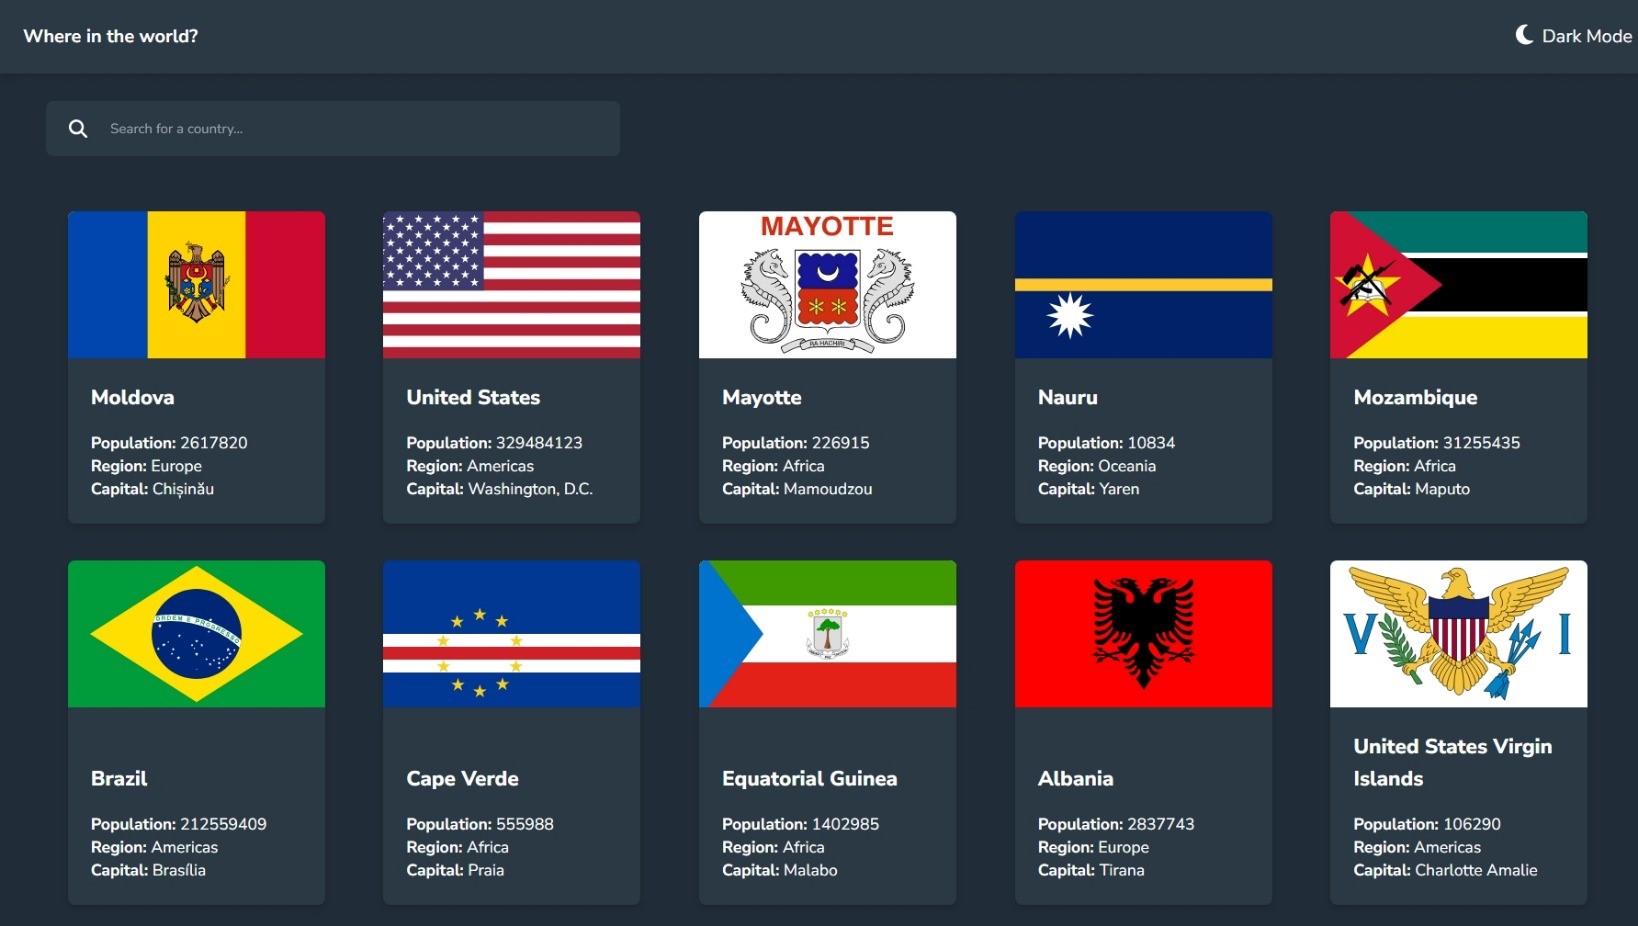 Where in the world?
Dark Mode
Search for a country...
MAYOTTE
RA HACHIRI
Moldova
Population: 2617820
Region: Europe
Capital: Chișinău
United States
Population: 329484123
Region: Americas
Capital: Washington, D.C.
Mayotte
Population: 226915
Region: Africa
Capital: Mamoudzou
Nauru
Population: 10834
Region: Oceania
Capital: Yaren
Mozambique
Population: 31255435
Region: Africa
Capital: Maputo
ORDEM E PROGRESSO
V I
Brazil
Population: 212559409
Region: Americas
Capital: Brasília
Cape Verde
Population: 555988
Region: Africa
Capital: Praia
Equatorial Guinea
Population: 1402985
Region: Africa
Capital: Malabo
Albania
Population: 2837743
Region: Europe
Capital: Tirana
United States Virgin
Islands
Population: 106290
Region: Americas
Capital: Charlotte Amalie